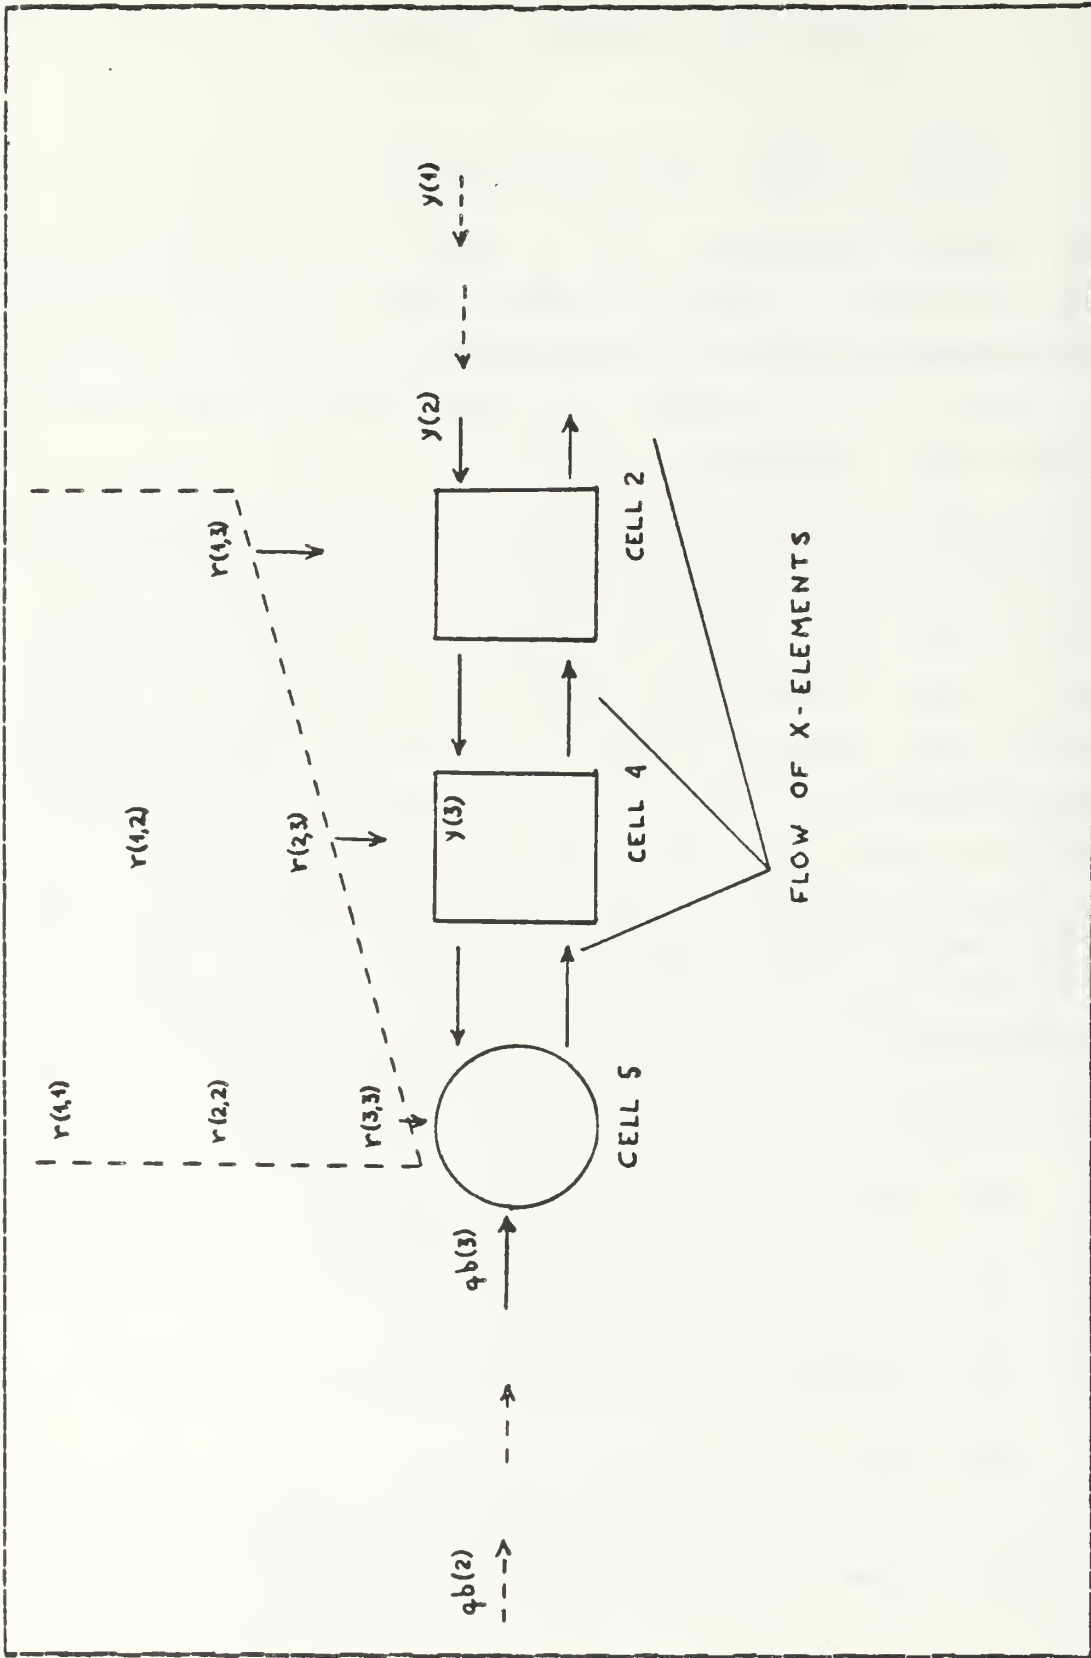 r(1,1)
r(1,2)
r(2,2)
r(1,3)
r(2,3)
r(3,3)
qb(2)
qb(3)
y(3)
y(2)
y(1)
CELL 5
CELL 4
CELL 2
FLOW OF X-ELEMENTS